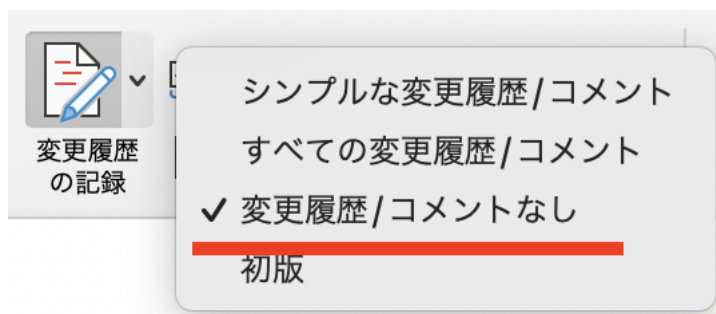 変更履歴
の記録
シンプルな変更履歴/コメント
すべての変更履歴/コメント
✓ 変更履歴/コメントなし
初版